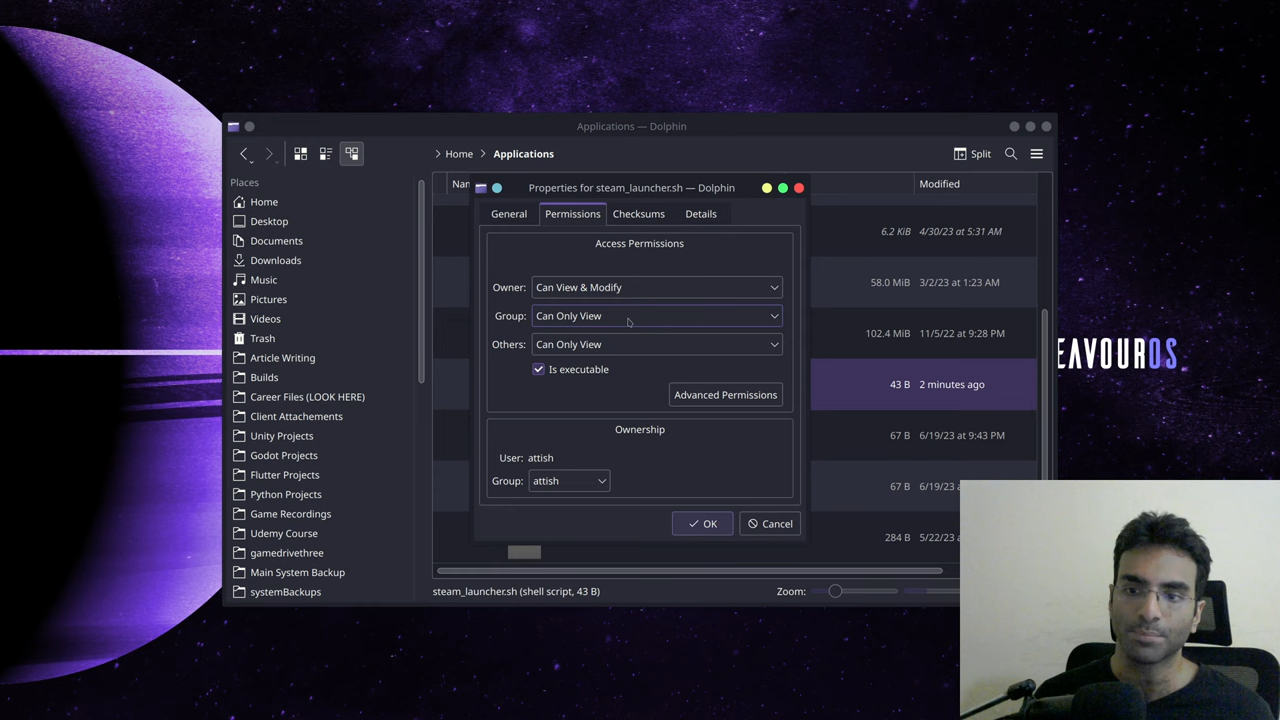 Applications — Dolphin
Home
Applications
Split
Places
Home
Desktop
Documents
Downloads
Music
Pictures
Videos
Trash
Article Writing
Builds
Career Files (LOOK HERE)
Client Attachements
Unity Projects
Godot Projects
Flutter Projects
Python Projects
Game Recordings
Udemy Course
gamedrivethree
Main System Backup
systemBackups
Nan
Modified
6.2 KiB 4/30/23 at 5:31 AM
58.0 MiB 3/2/23 at 1:23 AM
102.4 MiB 11/5/22 at 9:28 PM
43 B 2 minutes ago
67 B 6/19/23 at 9:43 PM
67 B 6/19/23 a
284 B 5/22/23 a
Properties for steam_launcher.sh — Dolphin
General
Permissions
Checksums
Details
Access Permissions
Owner: Can View & Modify
Group: Can Only View
Others: Can Only View
Is executable
Advanced Permissions
Ownership
User: attish
Group: attish
OK
Cancel
steam_launcher.sh (shell script, 43 B)
Zoom:
EAVOUROS